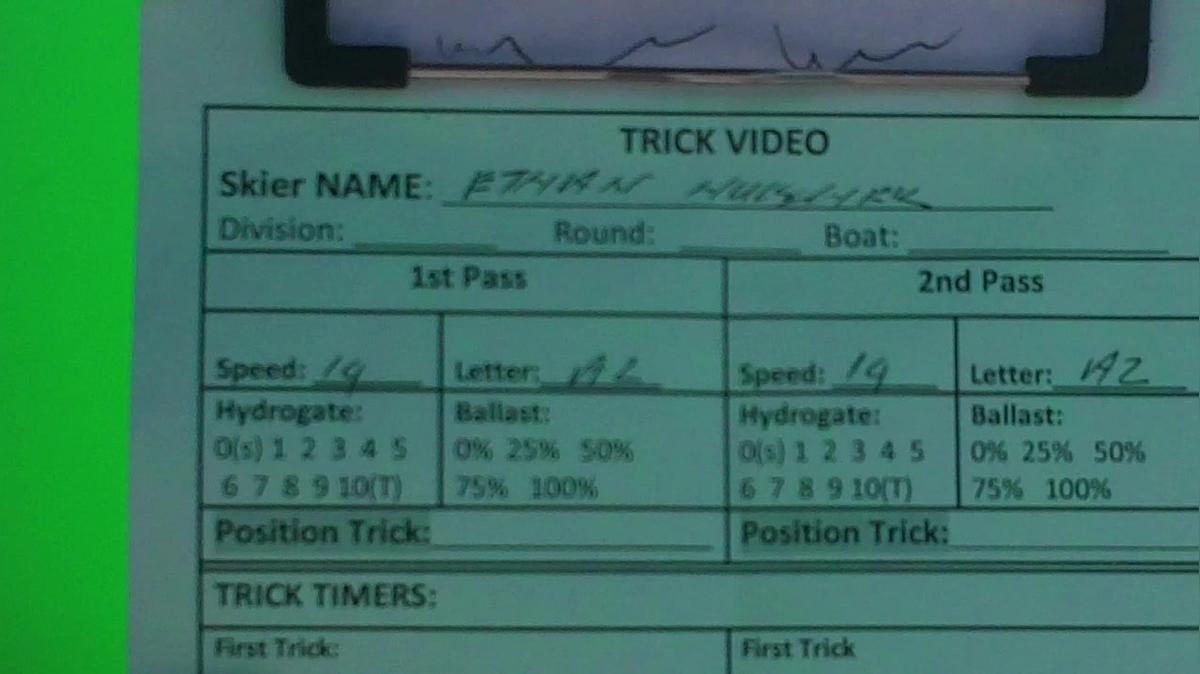 TRICK VIDEO
Skier NAME: ETHAN
Division: Round: Boat:
1st Pass 2nd Pass
Speed: 19 Letter: AZ Speed: 19 Letter: AZ
Hydrogate: Ballast: Hydrogate: Ballast:
0(s) 1 2 3 4 5 0% 25% 50% 0(s) 1 2 3 4 5 0% 25% 50%
6 7 8 9 10(T) 75% 100% 6 7 8 9 10(T) 75% 100%
Position Trick: Position Trick:
TRICK TIMERS:
First Trick: First Trick